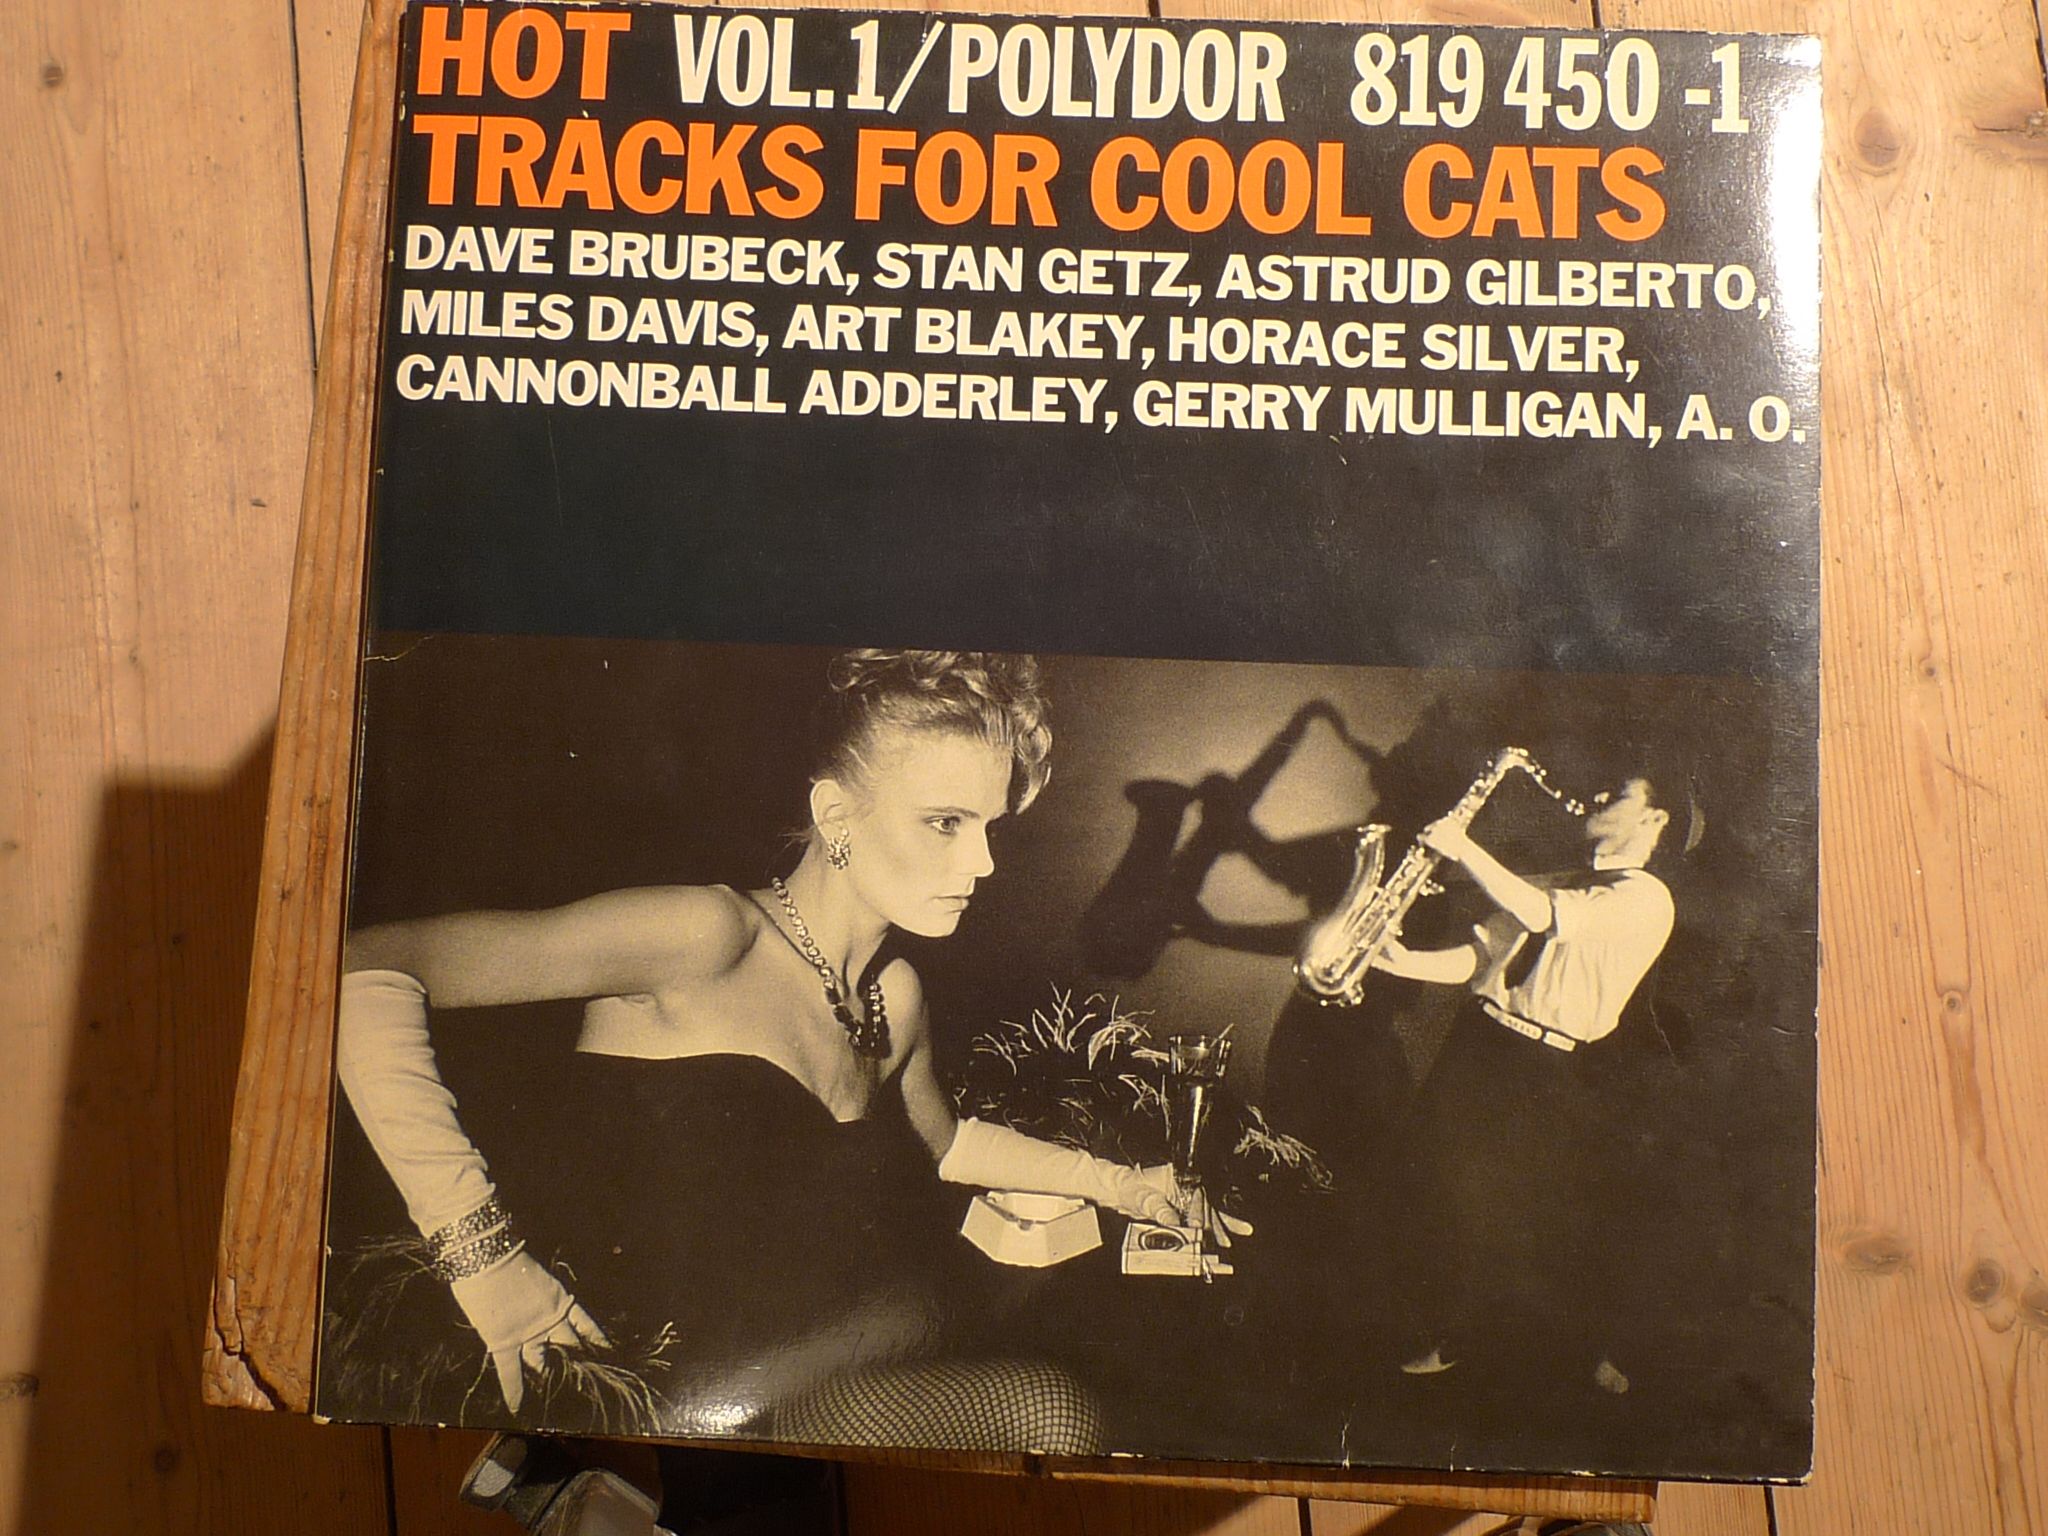 HOT VOL.1/POLYDOR 819 450 -1
TRACKS FOR COOL CATS
DAVE BRUBECK, STAN GETZ, ASTRUD GILBERTO,
MILES DAVIS, ART BLAKEY, HORACE SILVER,
CANNONBALL ADDERLEY, GERRY MULLIGAN, A. O.